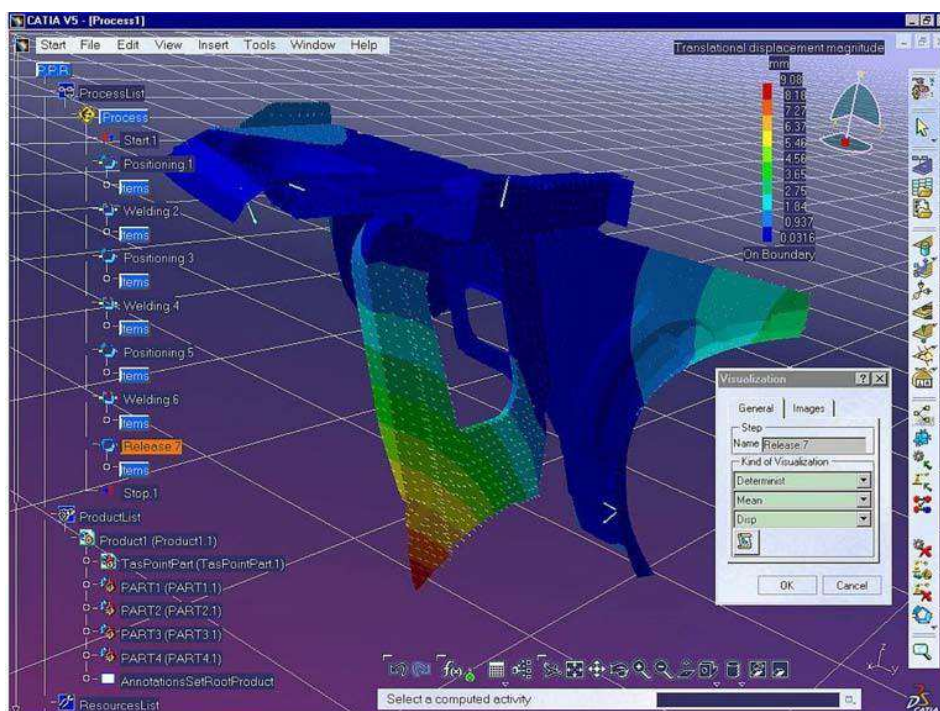 CATIA V5 - [Process1]
Start File Edit View Insert Tools Window Help
P.P.R.
ProcessList
Process
Start.1
Positioning.1
Items
Welding.2
Items
Positioning.3
Items
Welding.4
Items
Positioning.5
Items
Welding.6
Items
Release.7
Items
Stop.1
ProductList
Product1 (Product1.1)
TasPointPart (TasPointPart.1)
PART1 (PART1.1)
PART2 (PART2.1)
PART3 (PART3.1)
PART4 (PART4.1)
AnnotationsSetRootProduct
ResourcesList
Translational displacement magnitude
mm
9.08
8.18
7.27
6.37
5.46
4.56
3.65
2.75
1.84
0.937
0.0316
On Boundary
Visualization
General Images
Step
Name Release.7
Kind of Visualization
Determinist
Mean
Disp
OK Cancel
f(x)
z
x
Select a computed activity
CATIA